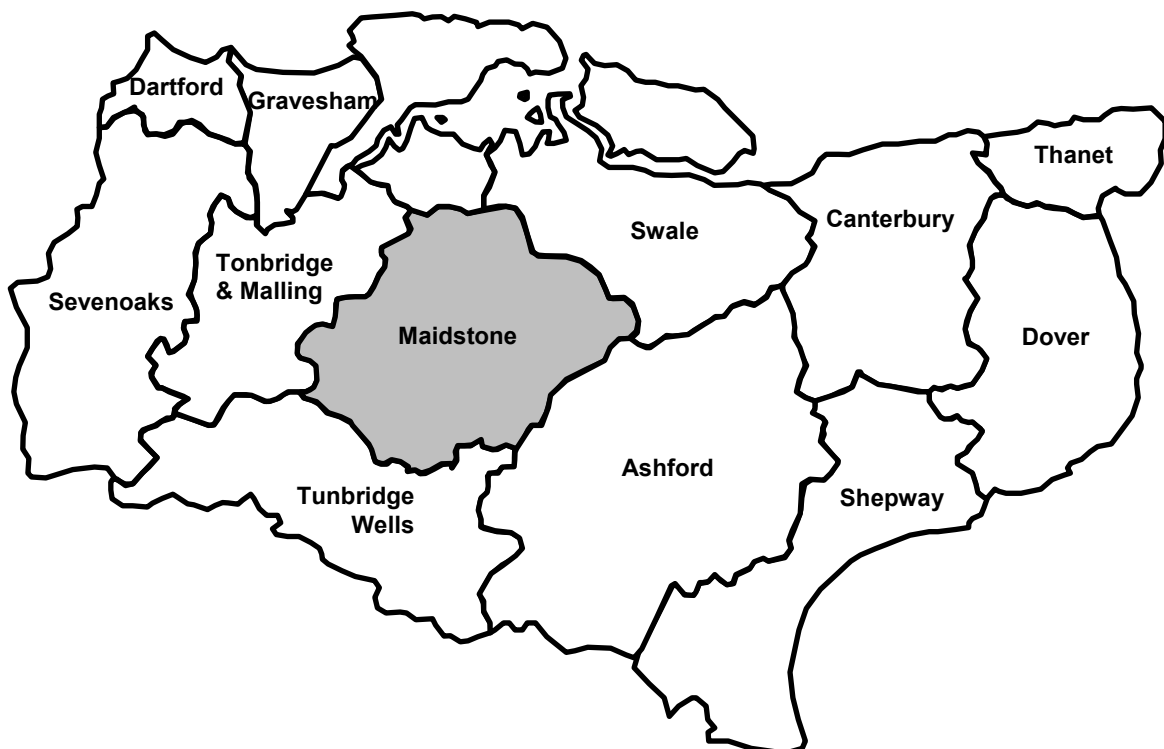 Dartford
Gravesham
Thanet
Swale
Canterbury
Tonbridge
& Malling
Sevenoaks
Maidstone
Dover
Ashford
Tunbridge
Wells
Shepway